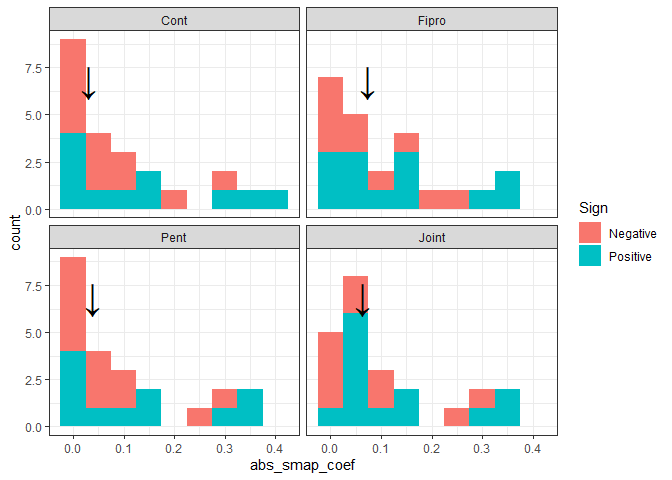 Cont Fipro
7.5
5.0
2.5
0.0
Pent Joint
7.5
5.0
2.5
0.0
0.0 0.1 0.2 0.3 0.4 0.0 0.1 0.2 0.3 0.4
abs_smap_coef
count
Sign
Negative
Positive